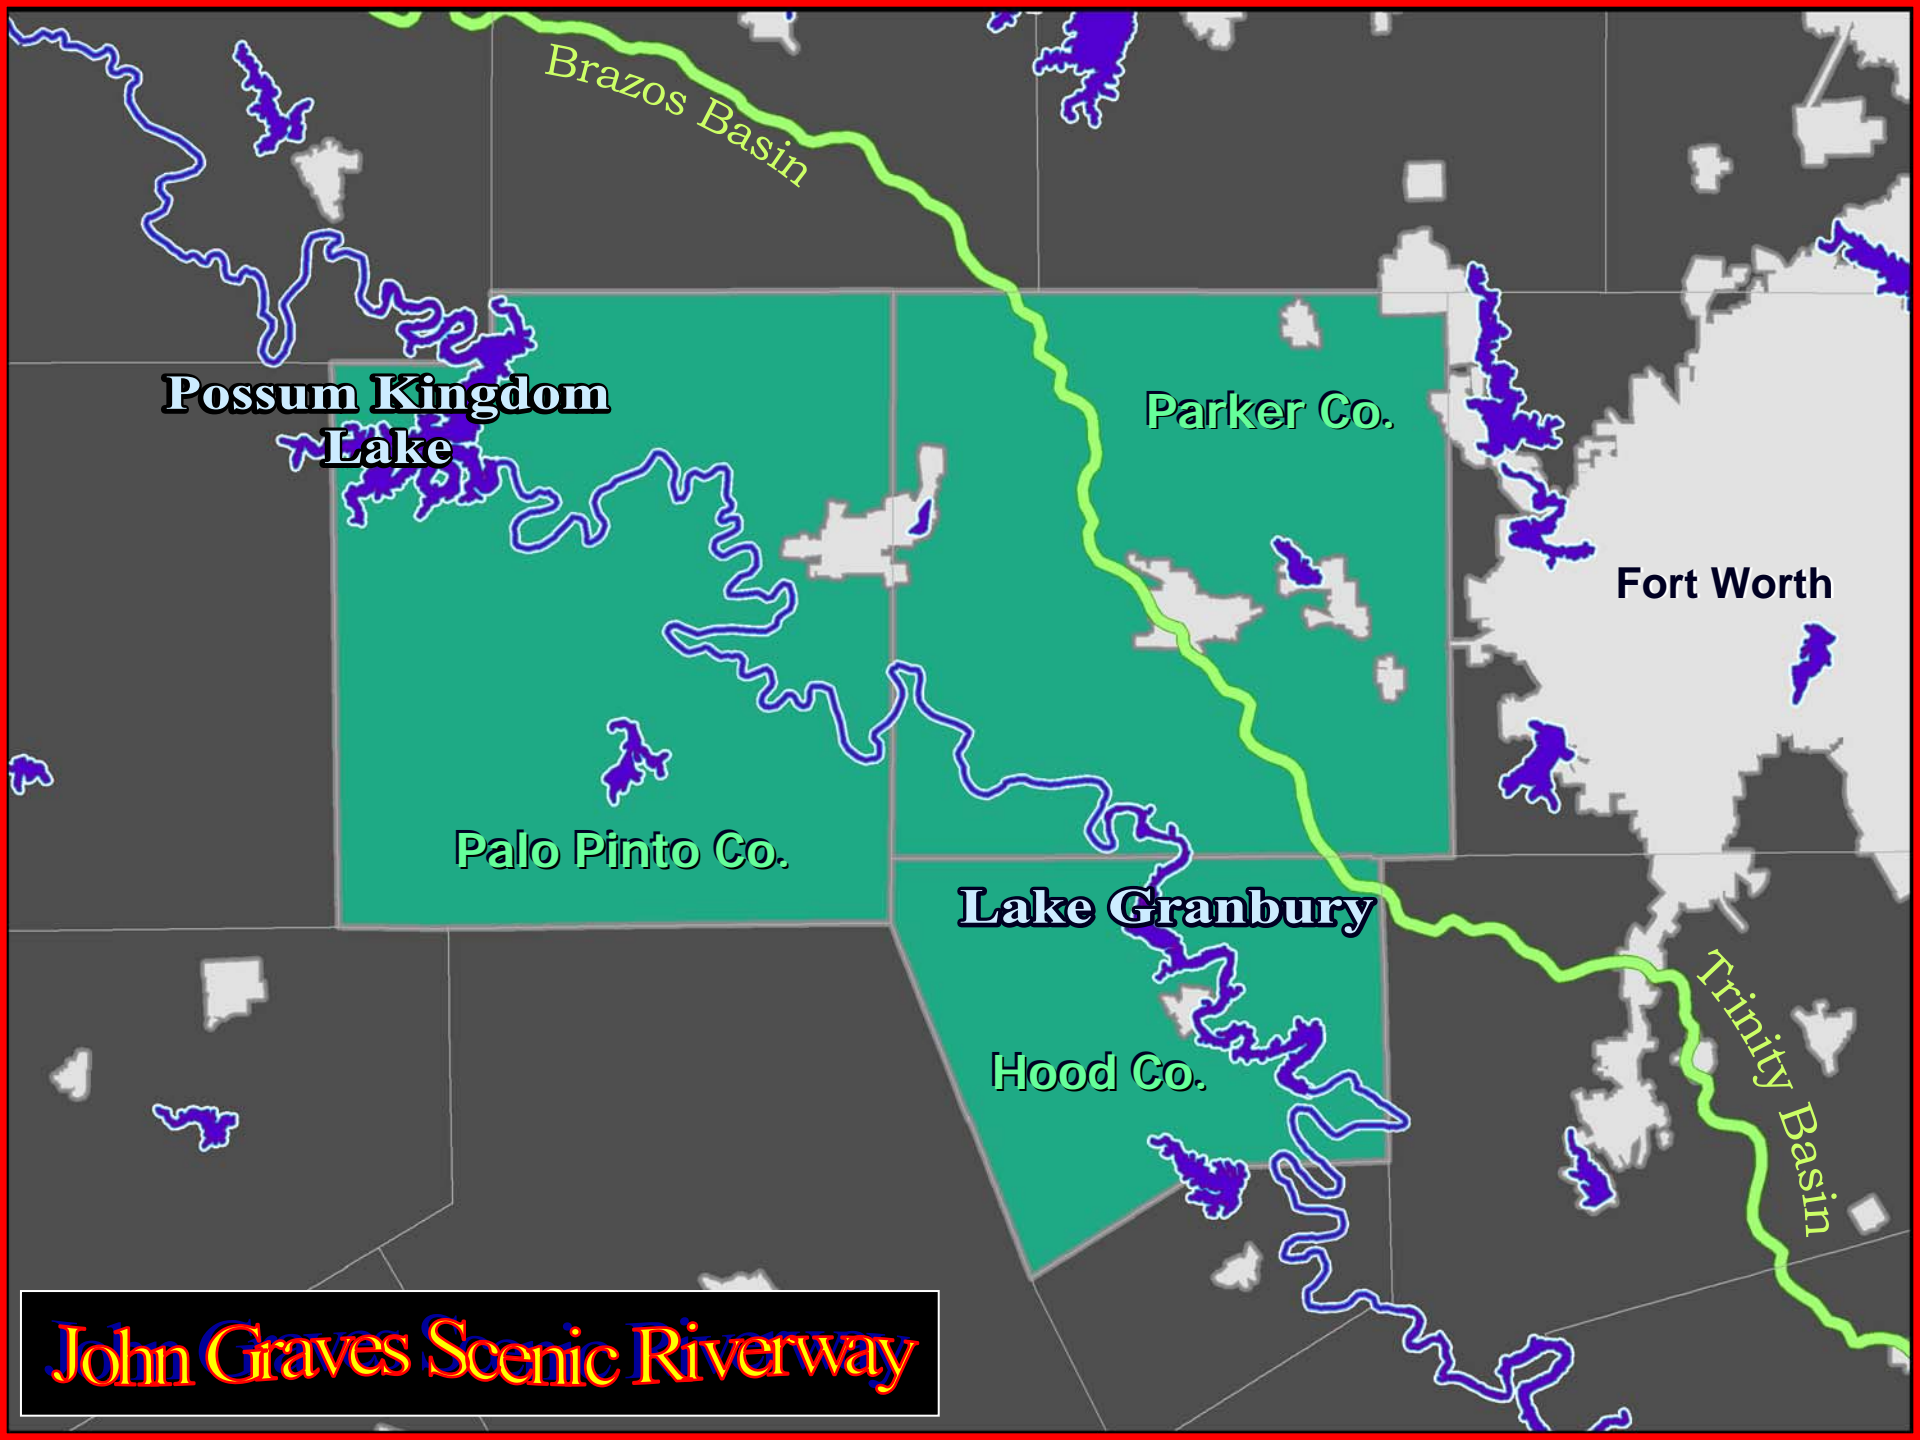 Brazos Basin
Possum Kingdom
Lake
Parker Co.
Fort Worth
Palo Pinto Co.
Lake Granbury
Trinity Basin
Hood Co.
John Graves Scenic Riverway